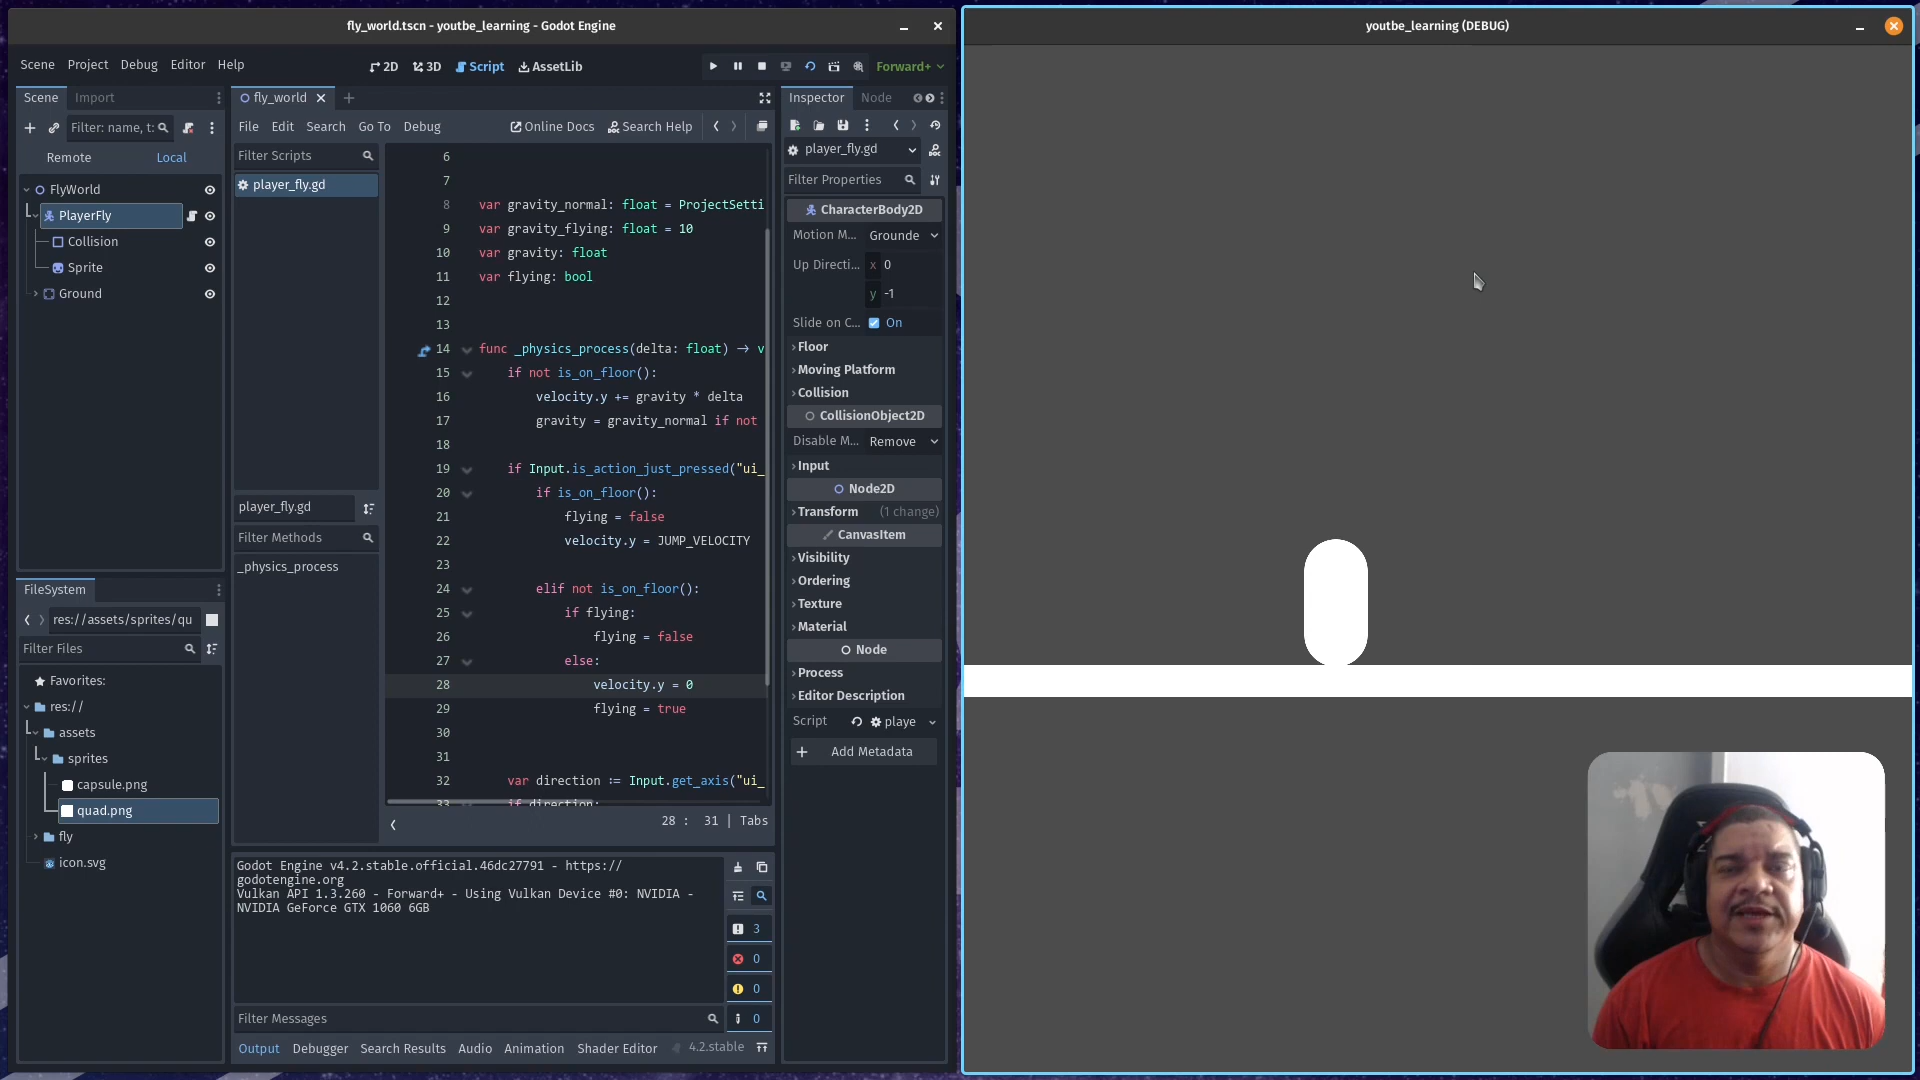 fly_world.tscn - youtbe_learning - Godot Engine
Scene Project Debug Editor Help
2D 3D Script AssetLib
Forward+
Scene Import
Filter: name, t:
Remote Local
FlyWorld
PlayerFly
Collision
Sprite
Ground
FileSystem
res://assets/sprites/qu
Filter Files
Favorites:
res://
assets
sprites
capsule.png
quad.png
fly
icon.svg
fly_world
File Edit Search Go To Debug
Online Docs Search Help
Filter Scripts
player_fly.gd
player_fly.gd
Filter Methods
_physics_process
6
7
8 var gravity_normal: float = ProjectSetti
9 var gravity_flying: float = 10
10 var gravity: float
11 var flying: bool
12
13
14 func _physics_process(delta: float) -> v
15 if not is_on_floor():
16 velocity.y += gravity * delta
17 gravity = gravity_normal if not
18
19 if Input.is_action_just_pressed("ui_
20 if is_on_floor():
21 flying = false
22 velocity.y = JUMP_VELOCITY
23
24 elif not is_on_floor():
25 if flying:
26 flying = false
27 else:
28 velocity.y = 0
29 flying = true
30
31
32 var direction := Input.get_axis("ui_
33 if direction:
28 : 31 | Tabs
Godot Engine v4.2.stable.official.46dc27791 - https://
godotengine.org
Vulkan API 1.3.260 - Forward+ - Using Vulkan Device #0: NVIDIA -
NVIDIA GeForce GTX 1060 6GB
3
0
0
0
Filter Messages
Output Debugger Search Results Audio Animation Shader Editor 4.2.stable
Inspector Node
player_fly.gd
Filter Properties
CharacterBody2D
Motion M... Grounde
Up Directi... x 0
y -1
Slide on C... On
Floor
Moving Platform
Collision
CollisionObject2D
Disable M... Remove
Input
Node2D
Transform (1 change)
CanvasItem
Visibility
Ordering
Texture
Material
Node
Process
Editor Description
Script playe
Add Metadata
youtbe_learning (DEBUG)